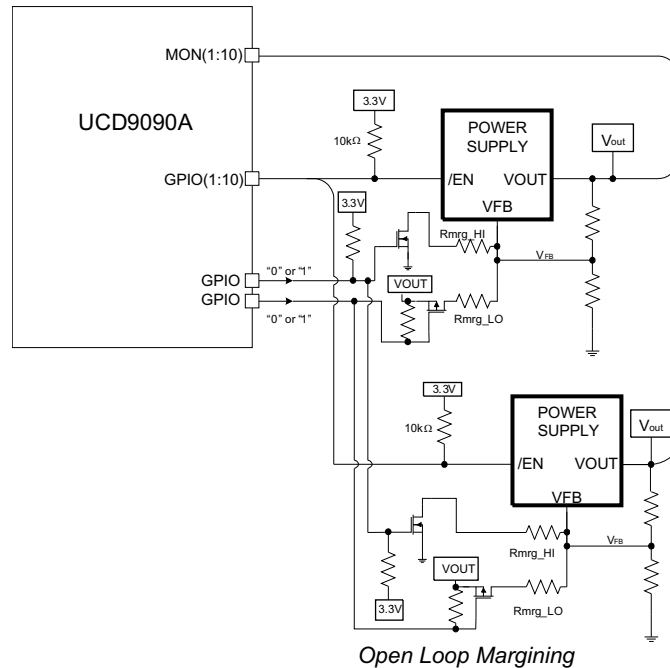 MON(1:10)
UCD9090A
GPIO(1:10)
GPIO
GPIO
"0" or "1"
"0" or "1"
3.3V
10kΩ
POWER
SUPPLY
/EN
VOUT
VFB
Vout
3.3V
Rmrg_HI
VFB
VOUT
Rmrg_LO
3.3V
10kΩ
POWER
SUPPLY
/EN
VOUT
VFB
Vout
Rmrg_HI
VFB
VOUT
Rmrg_LO
3.3V
Open Loop Margining